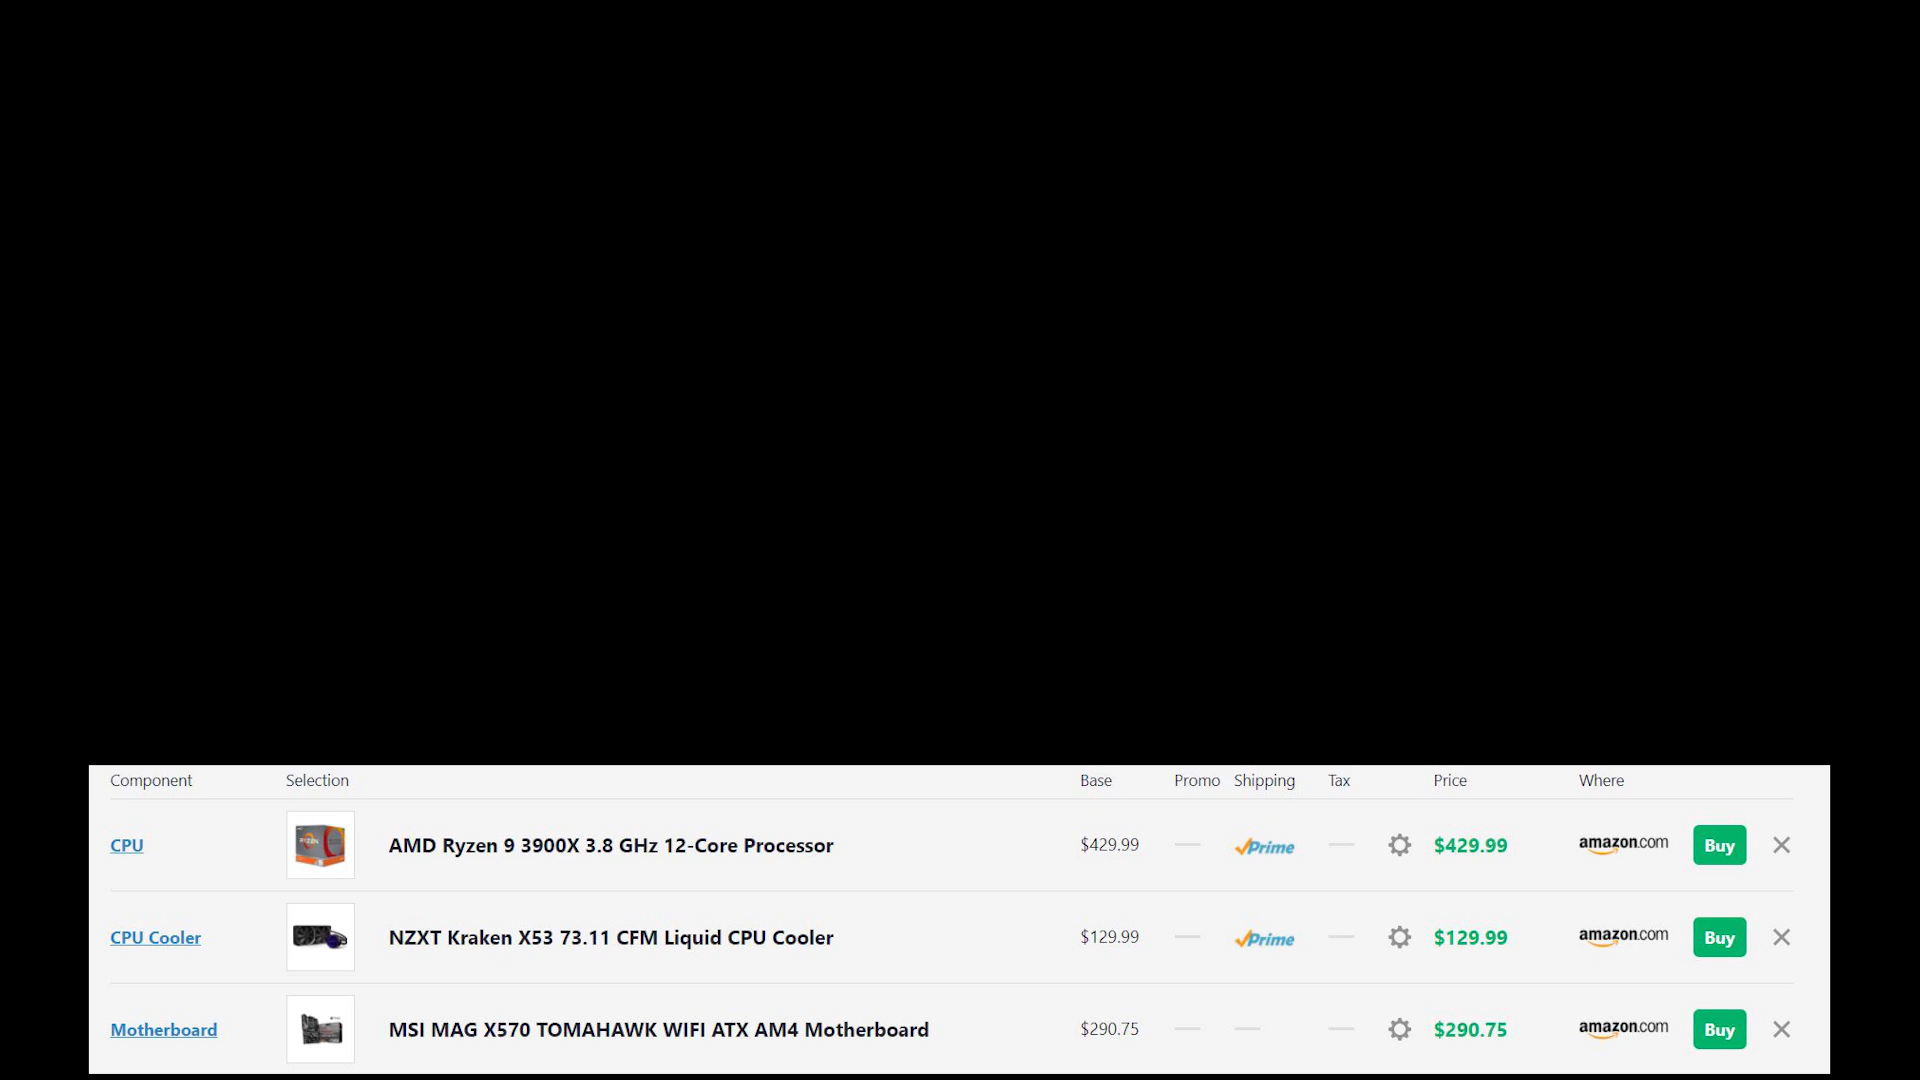 Component Selection Base Promo Shipping Tax Price Where
CPU AMD Ryzen 9 3900X 3.8 GHz 12-Core Processor $429.99 — Prime — $429.99 amazon.com Buy
CPU Cooler NZXT Kraken X53 73.11 CFM Liquid CPU Cooler $129.99 — Prime — $129.99 amazon.com Buy
Motherboard MSI MAG X570 TOMAHAWK WIFI ATX AM4 Motherboard $290.75 — — — $290.75 amazon.com Buy